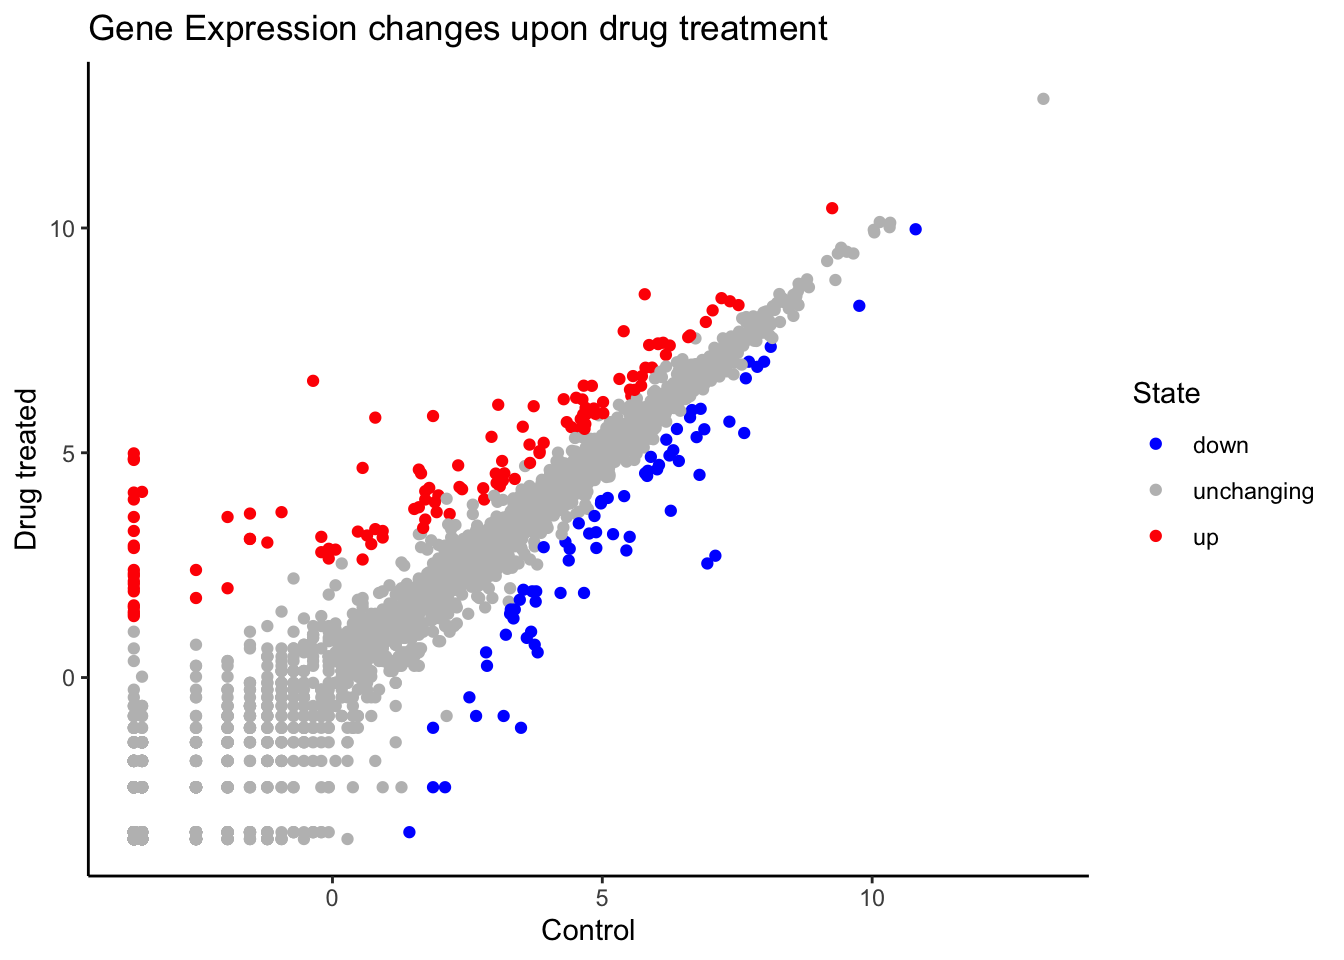 Gene Expression changes upon drug treatment
Drug treated
10
5
0
0
5
10
Control
State
down
unchanging
up